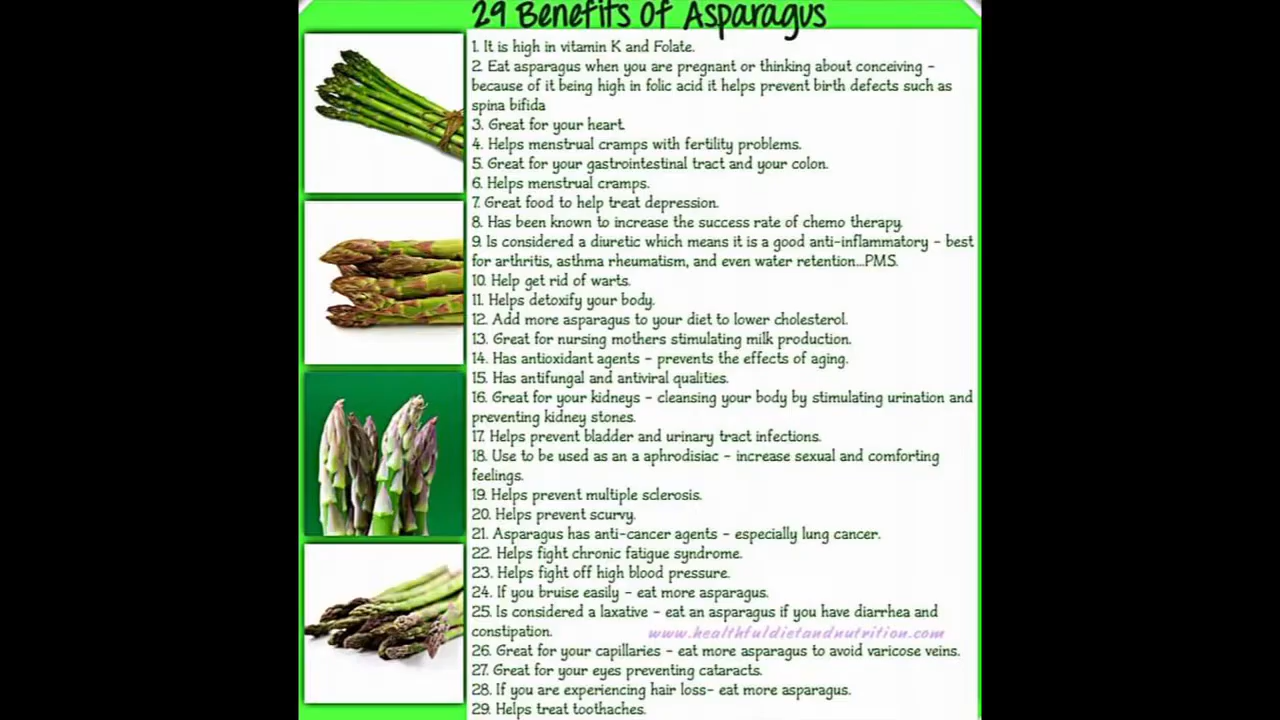 29 Benefits Of Asparagus
1. It is high in vitamin K and Folate.
2. Eat asparagus when you are pregnant or thinking about conceiving -
because of it being high in folic acid it helps prevent birth defects such as
spina bifida
3. Great for your heart.
4. Helps menstrual cramps with fertility problems.
5. Great for your gastrointestinal tract and your colon.
6. Helps menstrual cramps.
7. Great food to help treat depression.
8. Has been known to increase the success rate of chemo therapy.
9. Is considered a diuretic which means it is a good anti-inflammatory - best
for arthritis, asthma rheumatism, and even water retention...PMS.
10. Help get rid of warts.
11. Helps detoxify your body.
12. Add more asparagus to your diet to lower cholesterol.
13. Great for nursing mothers stimulating milk production.
14. Has antioxidant agents - prevents the effects of aging.
15. Has antifungal and antiviral qualities.
16. Great for your kidneys - cleansing your body by stimulating urination and
preventing kidney stones.
17. Helps prevent bladder and urinary tract infections.
18. Use to be used as an a aphrodisiac - increase sexual and comforting
feelings.
19. Helps prevent multiple sclerosis.
20. Helps prevent scurvy.
21. Asparagus has anti-cancer agents - especially lung cancer.
22. Helps fight chronic fatigue syndrome.
23. Helps fight off high blood pressure.
24. If you bruise easily - eat more asparagus.
25. Is considered a laxative - eat an asparagus if you have diarrhea and
constipation. www.healthfuldietandnutrition.com
26. Great for your capillaries - eat more asparagus to avoid varicose veins.
27. Great for your eyes preventing cataracts.
28. If you are experiencing hair loss- eat more asparagus.
29. Helps treat toothaches.